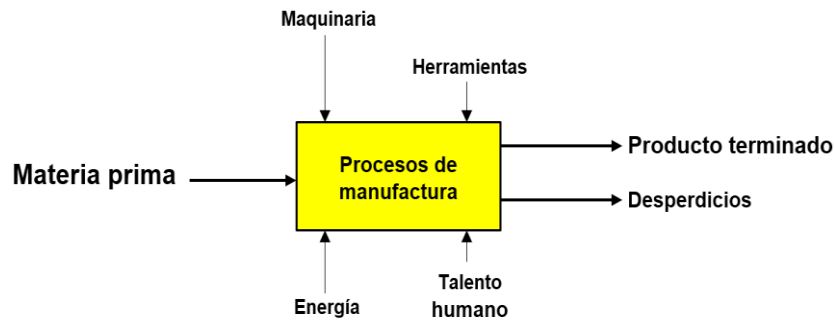 Maquinaria
Herramientas
Materia prima
Procesos de
manufactura
Producto terminado
Desperdicios
Energía
Talento
humano